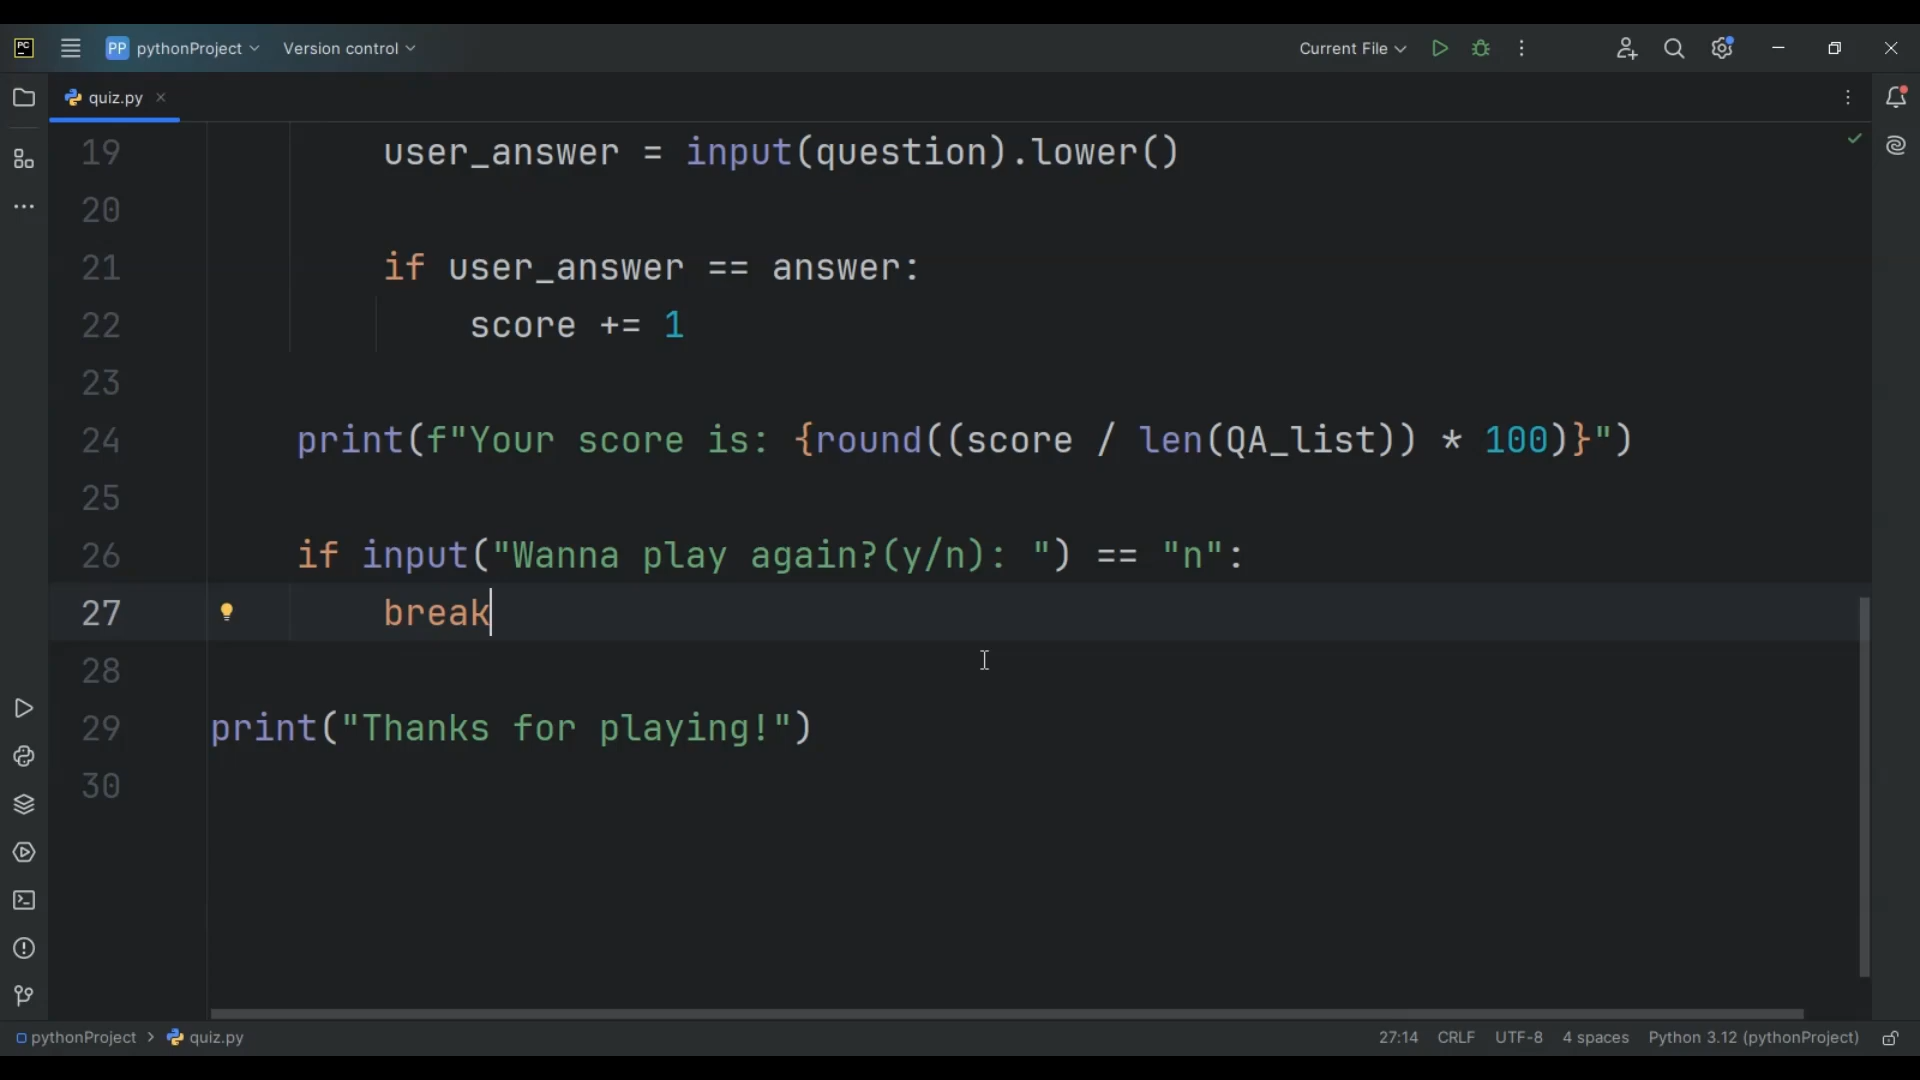 PC PP pythonProject Version control Current File
quiz.py
19 user_answer = input(question).lower()
20
21 if user_answer == answer:
22 score += 1
23
24 print(f"Your score is: {round((score / len(QA_list)) * 100)}")
25
26 if input("Wanna play again?(y/n): ") == "n":
27 break
28
29 print("Thanks for playing!")
30
pythonProject > quiz.py 27:14 CRLF UTF-8 4 spaces Python 3.12 (pythonProject)